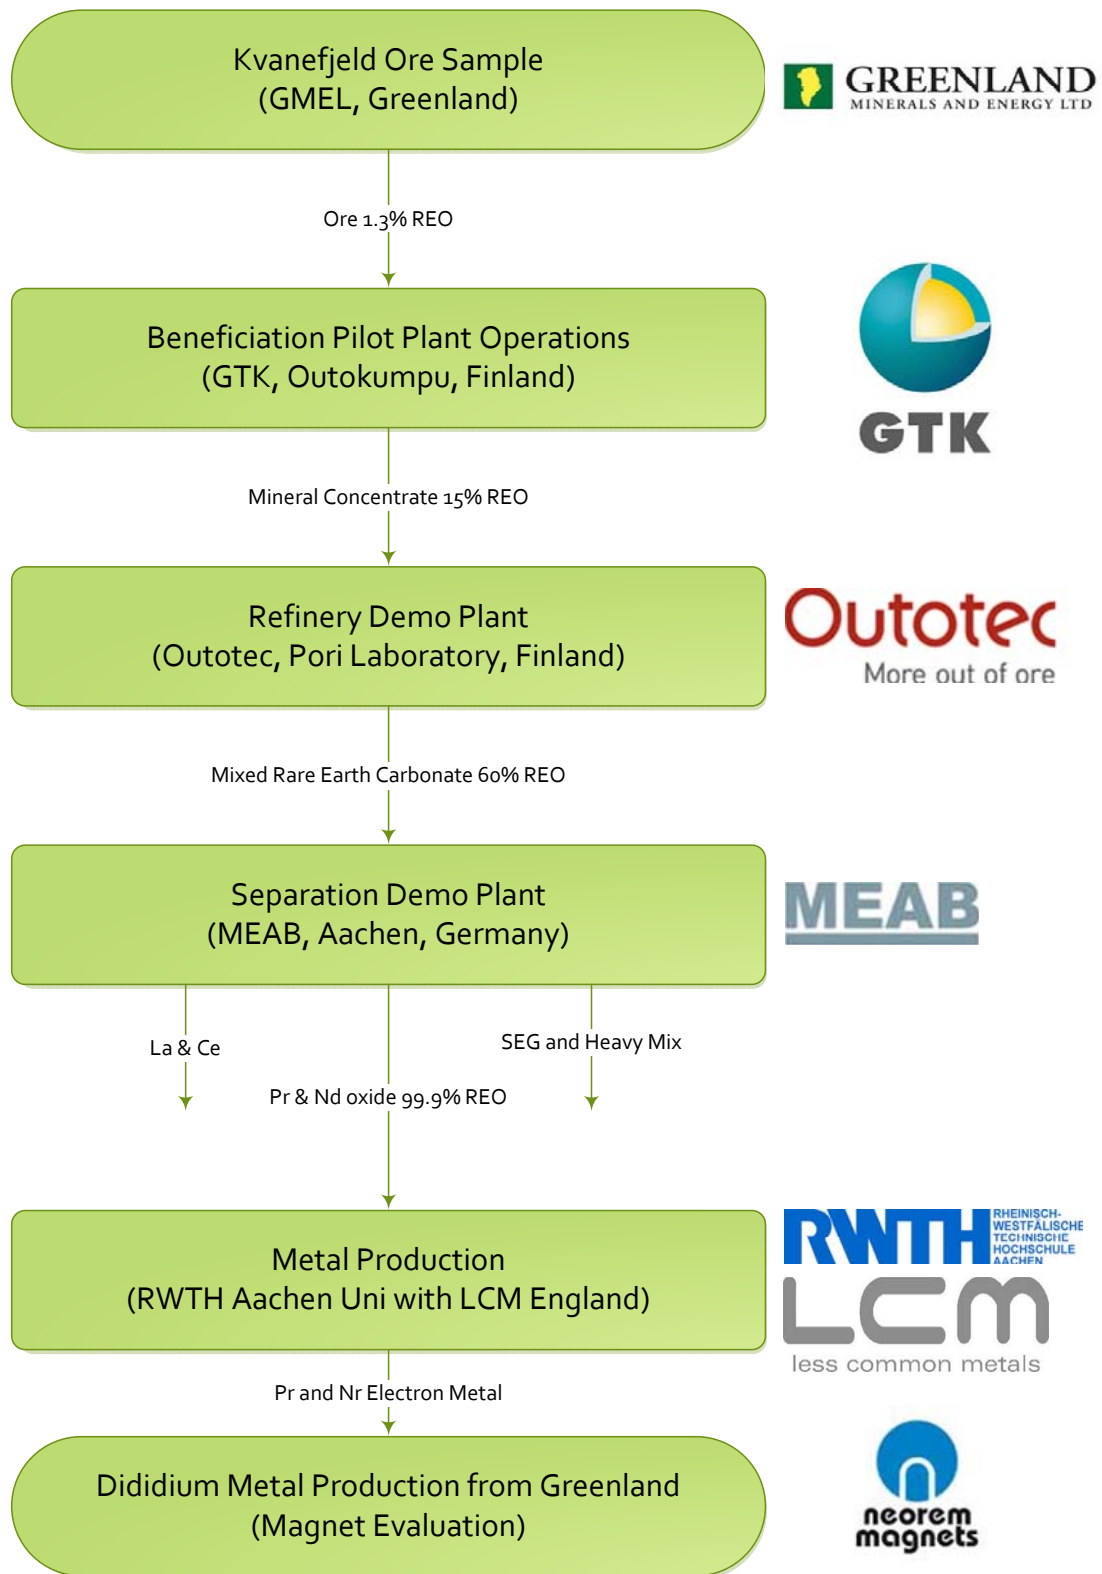 Kvanefjeld Ore Sample
(GMEL, Greenland)
GREENLAND
MINERALS AND ENERGY LTD
Ore 1.3% REO
Beneficiation Pilot Plant Operations
(GTK, Outokumpu, Finland)
GTK
Mineral Concentrate 15% REO
Refinery Demo Plant
(Outotec, Pori Laboratory, Finland)
Outotec
More out of ore
Mixed Rare Earth Carbonate 60% REO
Separation Demo Plant
(MEAB, Aachen, Germany)
MEAB
La & Ce
SEG and Heavy Mix
Pr & Nd oxide 99.9% REO
Metal Production
(RWTH Aachen Uni with LCM England)
RWTH
RHEINISCH-
WESTFÄLISCHE
TECHNISCHE
HOCHSCHULE
AACHEN
LCM
less common metals
Pr and Nr Electron Metal
Dididium Metal Production from Greenland
(Magnet Evaluation)
neorem
magnets